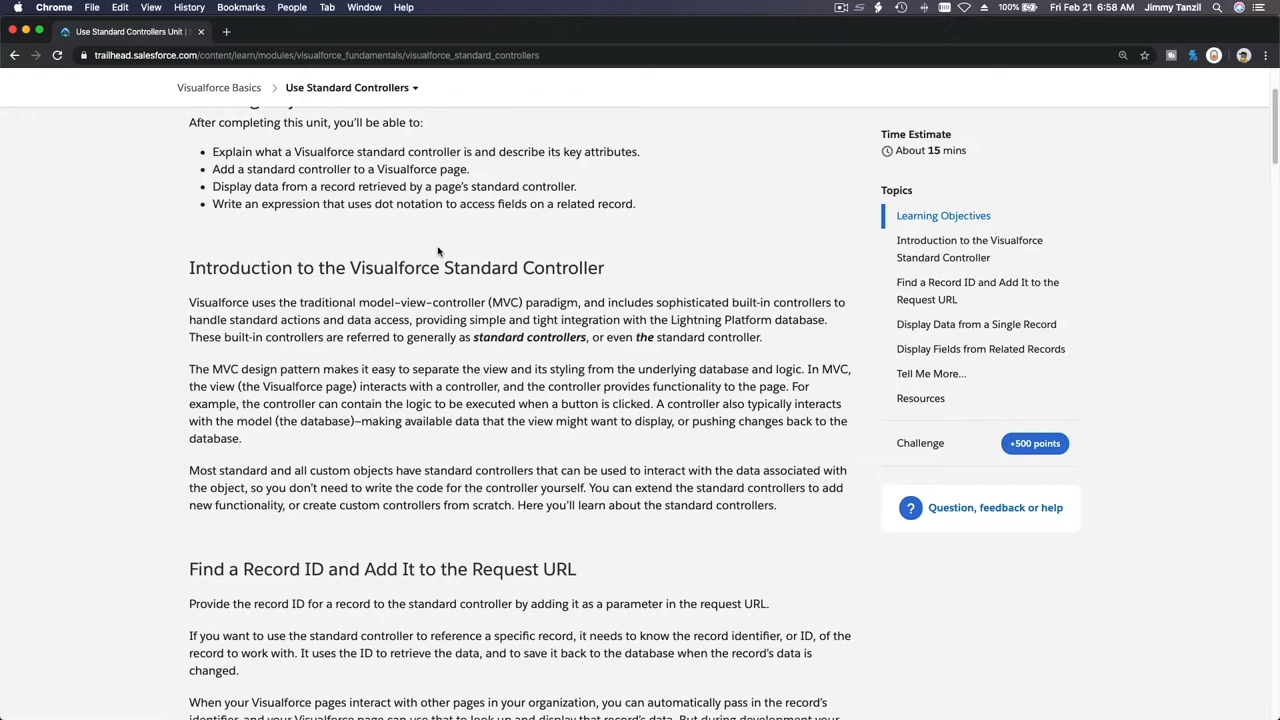 Chrome File Edit View History Bookmarks People Tab Window Help 100% Fri Feb 21 6:58 AM Jimmy Tanzil
Use Standard Controllers Unit |
trailhead.salesforce.com/content/learn/modules/visualforce_fundamentals/visualforce_standard_controllers
Visualforce Basics > Use Standard Controllers
After completing this unit, you’ll be able to:
• Explain what a Visualforce standard controller is and describe its key attributes.
• Add a standard controller to a Visualforce page.
• Display data from a record retrieved by a page’s standard controller.
• Write an expression that uses dot notation to access fields on a related record.
Introduction to the Visualforce Standard Controller
Visualforce uses the traditional model–view–controller (MVC) paradigm, and includes sophisticated built-in controllers to
handle standard actions and data access, providing simple and tight integration with the Lightning Platform database.
These built-in controllers are referred to generally as standard controllers, or even the standard controller.
The MVC design pattern makes it easy to separate the view and its styling from the underlying database and logic. In MVC,
the view (the Visualforce page) interacts with a controller, and the controller provides functionality to the page. For
example, the controller can contain the logic to be executed when a button is clicked. A controller also typically interacts
with the model (the database)—making available data that the view might want to display, or pushing changes back to the
database.
Most standard and all custom objects have standard controllers that can be used to interact with the data associated with
the object, so you don’t need to write the code for the controller yourself. You can extend the standard controllers to add
new functionality, or create custom controllers from scratch. Here you’ll learn about the standard controllers.
Find a Record ID and Add It to the Request URL
Provide the record ID for a record to the standard controller by adding it as a parameter in the request URL.
If you want to use the standard controller to reference a specific record, it needs to know the record identifier, or ID, of the
record to work with. It uses the ID to retrieve the data, and to save it back to the database when the record’s data is
changed.
When your Visualforce pages interact with other pages in your organization, you can automatically pass in the record’s
identifier, and your Visualforce page can use that to look up and display that record’s data. But during development your
Time Estimate
About 15 mins
Topics
Learning Objectives
Introduction to the Visualforce
Standard Controller
Find a Record ID and Add It to the
Request URL
Display Data from a Single Record
Display Fields from Related Records
Tell Me More...
Resources
Challenge +500 points
? Question, feedback or help